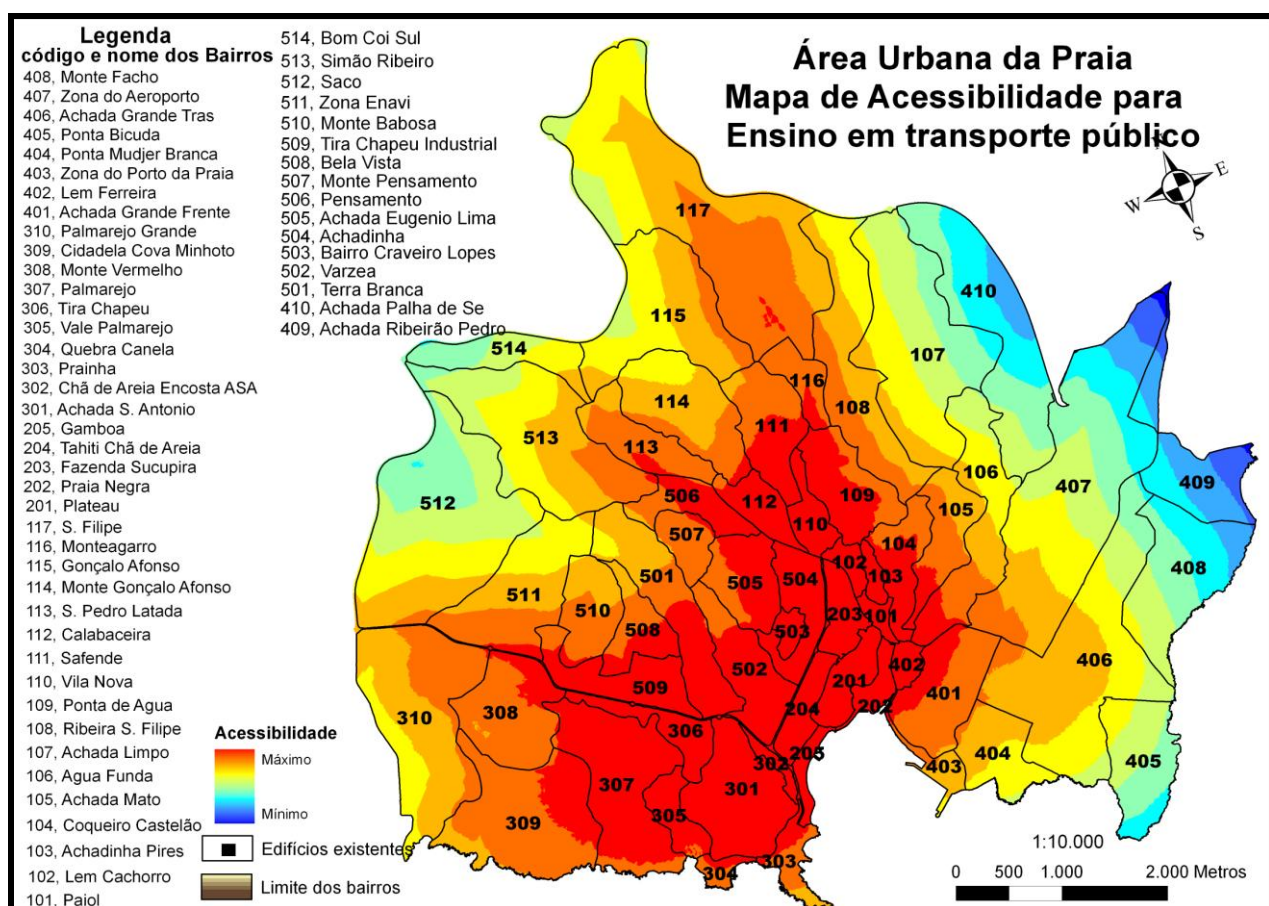 Legenda
código e nome dos Bairros
408, Monte Facho
407, Zona do Aeroporto
406, Achada Grande Tras
405, Ponta Bicuda
404, Ponta Mudjer Branca
403, Zona do Porto da Praia
402, Lem Ferreira
401, Achada Grande Frente
310, Palmarejo Grande
309, Cidadela Cova Minhoto
308, Monte Vermelho
307, Palmarejo
306, Tira Chapeu
305, Vale Palmarejo
304, Quebra Canela
303, Prainha
302, Chã de Areia Encosta ASA
301, Achada S. Antonio
205, Gamboa
204, Tahiti Chã de Areia
203, Fazenda Sucupira
202, Praia Negra
201, Plateau
117, S. Filipe
116, Monteagarro
115, Gonçalo Afonso
114, Monte Gonçalo Afonso
113, S. Pedro Latada
112, Calabaceira
111, Safende
110, Vila Nova
109, Ponta de Agua
108, Ribeira S. Filipe
107, Achada Limpo
106, Agua Funda
105, Achada Mato
104, Coqueiro Castelão
103, Achadinha Pires
102, Lem Cachorro
101, Paiol
514, Bom Coi Sul
513, Simão Ribeiro
512, Saco
511, Zona Enavi
510, Monte Babosa
509, Tira Chapeu Industrial
508, Bela Vista
507, Monte Pensamento
506, Pensamento
505, Achada Eugenio Lima
504, Achadinha
503, Bairro Craveiro Lopes
502, Varzea
501, Terra Branca
410, Achada Palha de Se
409, Achada Ribeirão Pedro
Área Urbana da Praia
Mapa de Acessibilidade para
Ensino em transporte público
E
W
S
117
410
115
514
107
116
114
108
111
513
113
106
407
409
512
506
112
109
105
110
507
104
408
102
501
505
504
103
511
510
203
101
503
508
406
402
502
201
401
509
310
308
204
202
306
205
302
403
404
405
307
301
305
309
303
304
Acessibilidade
Máximo
Mínimo
Edifícios existentes
Limite dos bairros
1:10.000
0 500 1.000 2.000 Metros